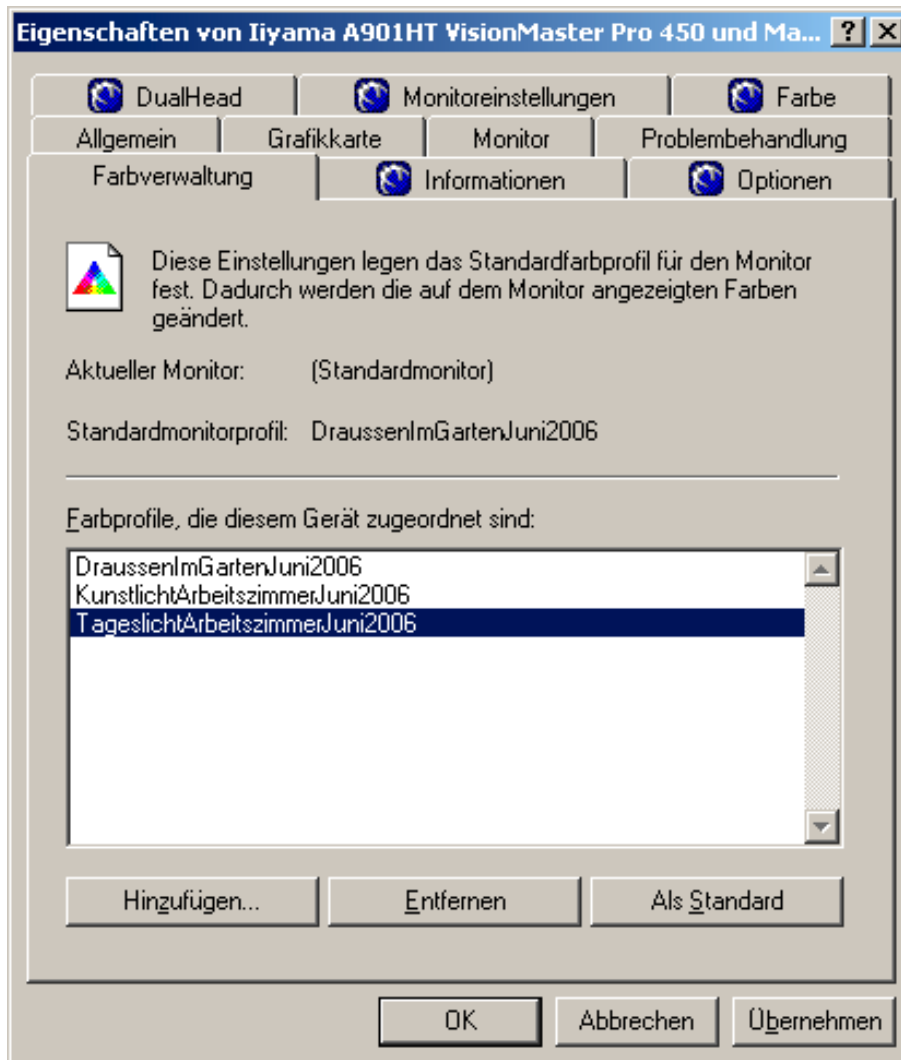 Eigenschaften von Iiyama A901HT VisionMaster Pro 450 und Ma...
DualHead
Monitoreinstellungen
Farbe
Allgemein
Grafikkarte
Monitor
Problembehandlung
Farbverwaltung
Informationen
Optionen
Diese Einstellungen legen das Standardfarbprofil für den Monitor
fest. Dadurch werden die auf dem Monitor angezeigten Farben
geändert.
Aktueller Monitor: (Standardmonitor)
Standardmonitorprofil: DraussenImGartenJuni2006
Farbprofile, die diesem Gerät zugeordnet sind:
DraussenImGartenJuni2006
KunstlichtArbeitszimmerJuni2006
TageslichtArbeitszimmerJuni2006
Hinzufügen...
Entfernen
Als Standard
OK
Abbrechen
Übernehmen